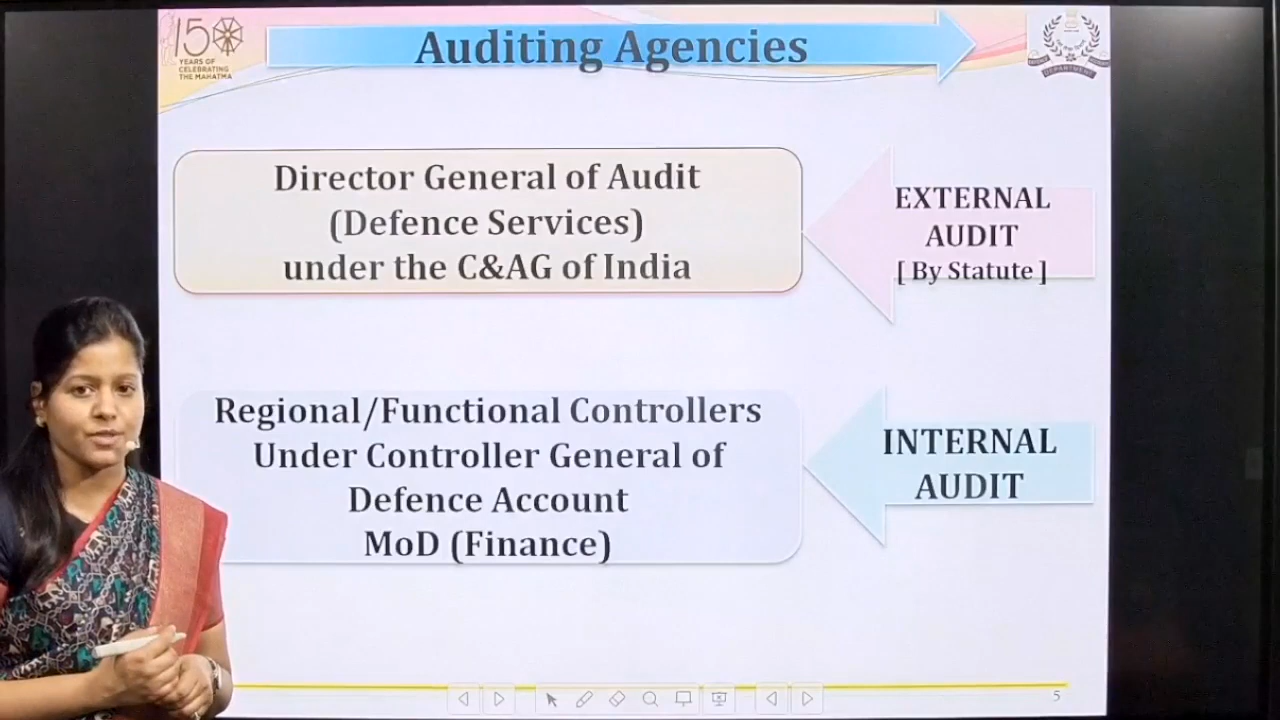 150
YEARS OF
CELEBRATING
THE MAHATMA
Auditing Agencies
Director General of Audit
(Defence Services)
under the C&AG of India
EXTERNAL
AUDIT
[ By Statute ]
Regional/Functional Controllers
Under Controller General of
Defence Account
MoD (Finance)
INTERNAL
AUDIT
5